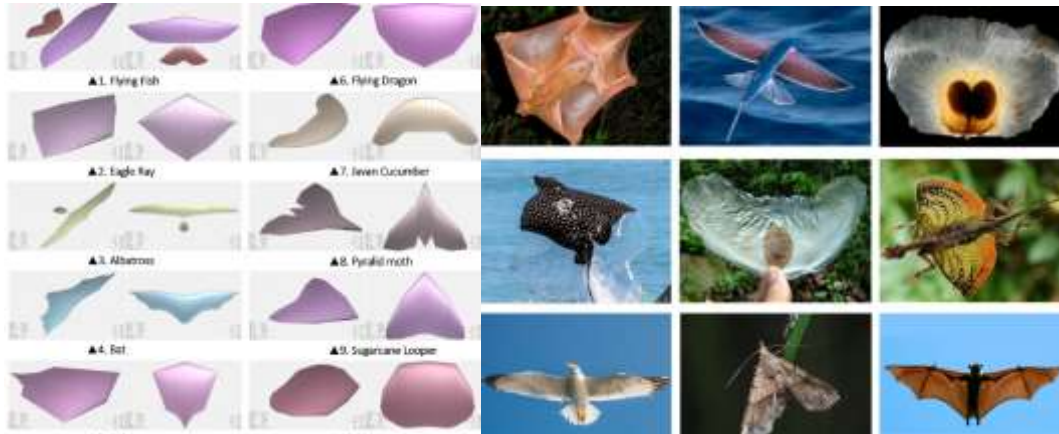 ▲1. Flying Fish
▲6. Flying Dragon
▲2. Eagle Ray
▲7. Javan Cucumber
▲3. Albatross
▲8. Pyralid moth
▲4. Bat
▲9. Sugarcane Looper